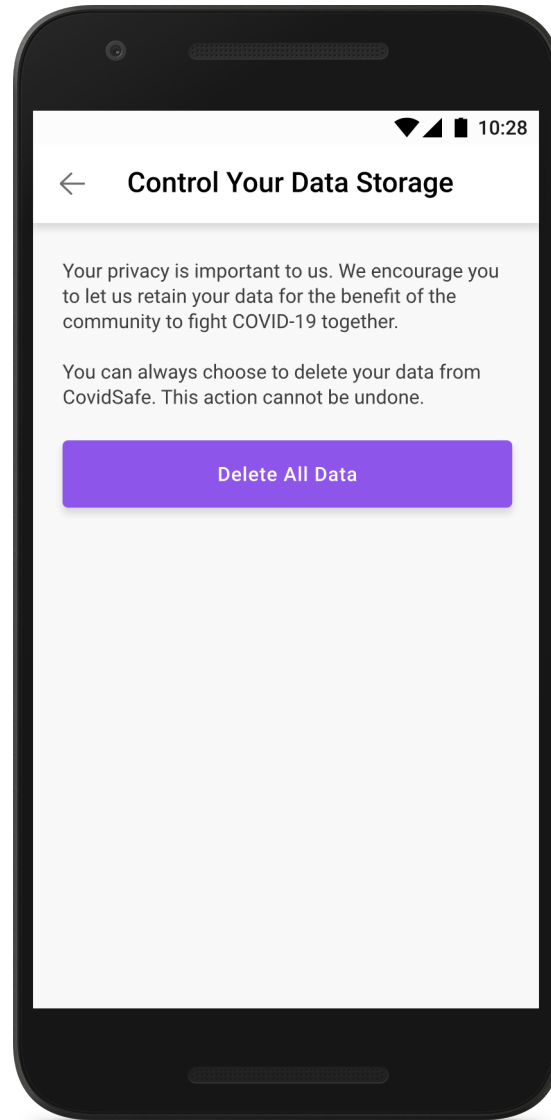 10:28
Control Your Data Storage
Your privacy is important to us. We encourage you
to let us retain your data for the benefit of the
community to fight COVID-19 together.
You can always choose to delete your data from
CovidSafe. This action cannot be undone.
Delete All Data